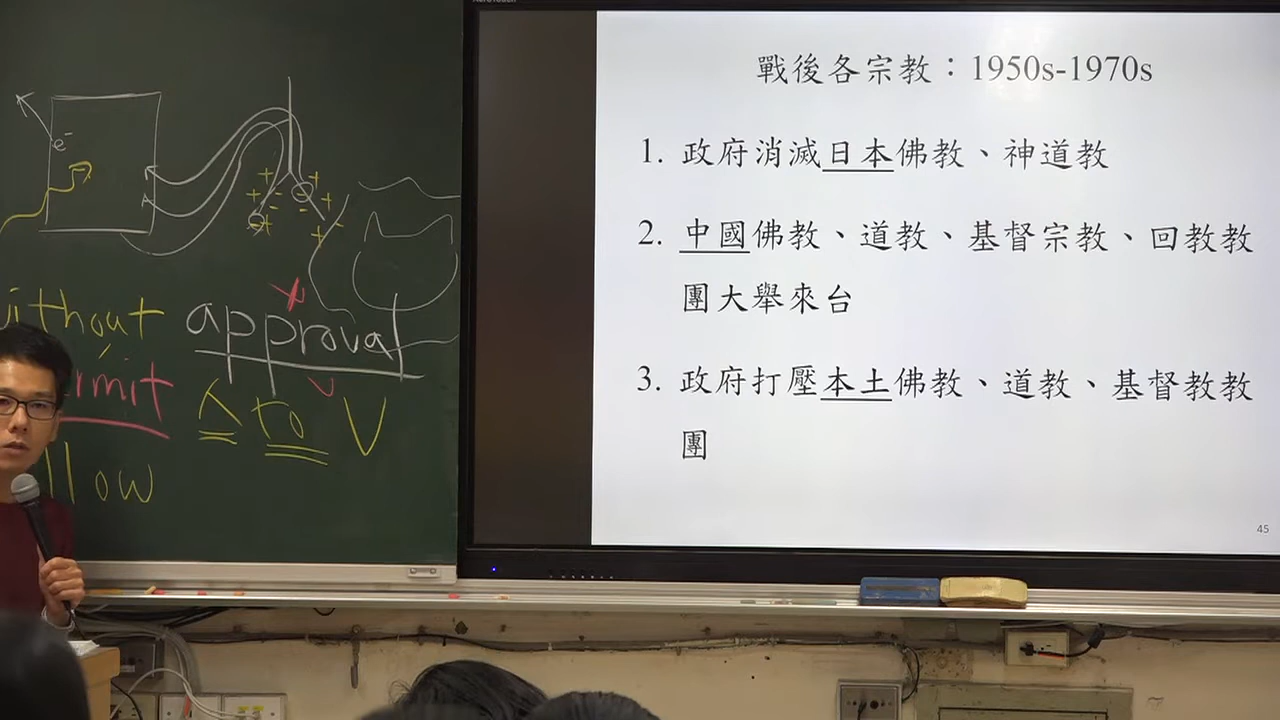 戰後各宗教：1950s-1970s
1. 政府消滅日本佛教、神道教
2. 中國佛教、道教、基督宗教、回教教
團大舉來台
3. 政府打壓本土佛教、道教、基督教教
團
45
e⁻
without
approval
to V